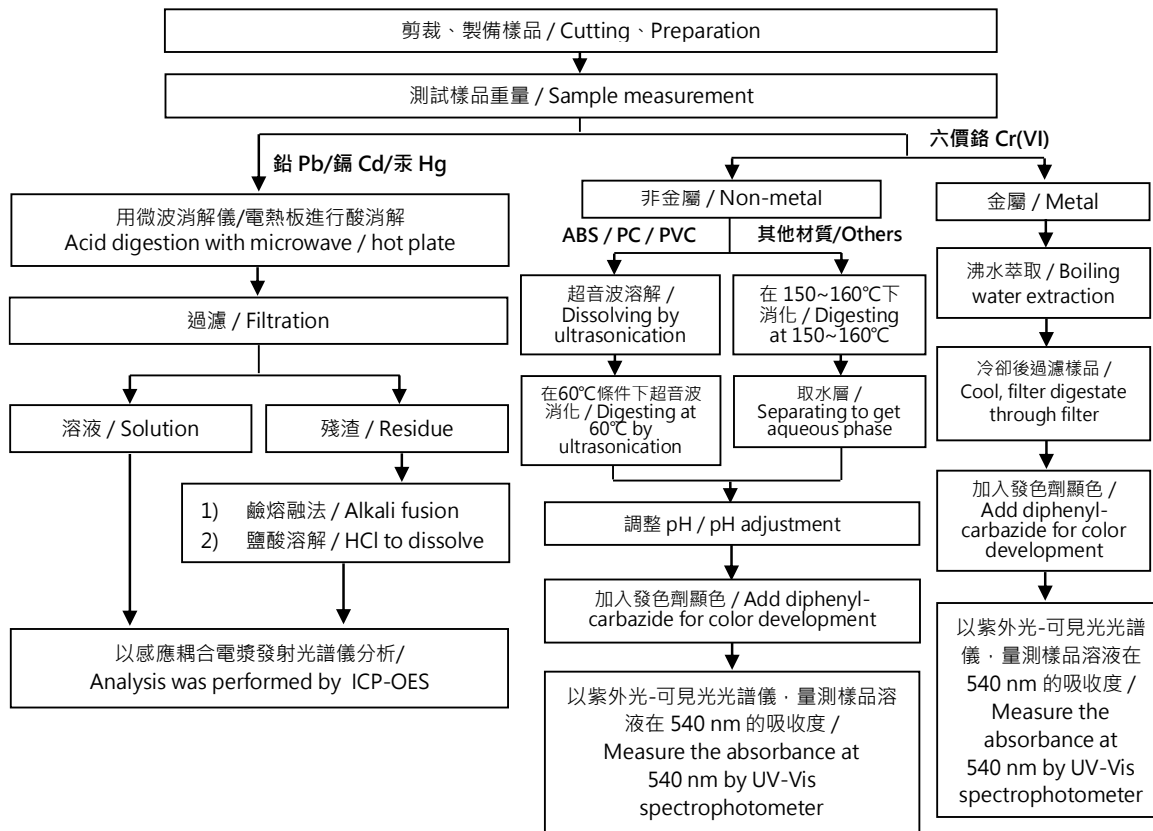 剪裁、製備樣品 / Cutting、Preparation
測試樣品重量 / Sample measurement
鉛 Pb/鎘 Cd/汞 Hg
六價鉻 Cr(VI)
用微波消解儀/電熱板進行酸消解
Acid digestion with microwave / hot plate
過濾 / Filtration
溶液 / Solution
殘渣 / Residue
1) 鹼熔融法 / Alkali fusion
2) 鹽酸溶解 / HCl to dissolve
以感應耦合電漿發射光譜儀分析/
Analysis was performed by ICP-OES
非金屬 / Non-metal
ABS / PC / PVC
其他材質/Others
超音波溶解 /
Dissolving by
ultrasonication
在60℃條件下超音波
消化 / Digesting at
60℃ by
ultrasonication
在 150~160℃下
消化 / Digesting
at 150~160℃
取水層 /
Separating to get
aqueous phase
調整 pH / pH adjustment
加入發色劑顯色 / Add diphenyl-
carbazide for color development
以紫外光-可見光光譜儀，量測樣品溶
液在 540 nm 的吸收度 /
Measure the absorbance at
540 nm by UV-Vis
spectrophotometer
金屬 / Metal
沸水萃取 / Boiling
water extraction
冷卻後過濾樣品 /
Cool, filter digestate
through filter
加入發色劑顯色 /
Add diphenyl-
carbazide for color
development
以紫外光-可見光光譜
儀，量測樣品溶液在
540 nm 的吸收度 /
Measure the
absorbance at
540 nm by UV-Vis
spectrophotometer